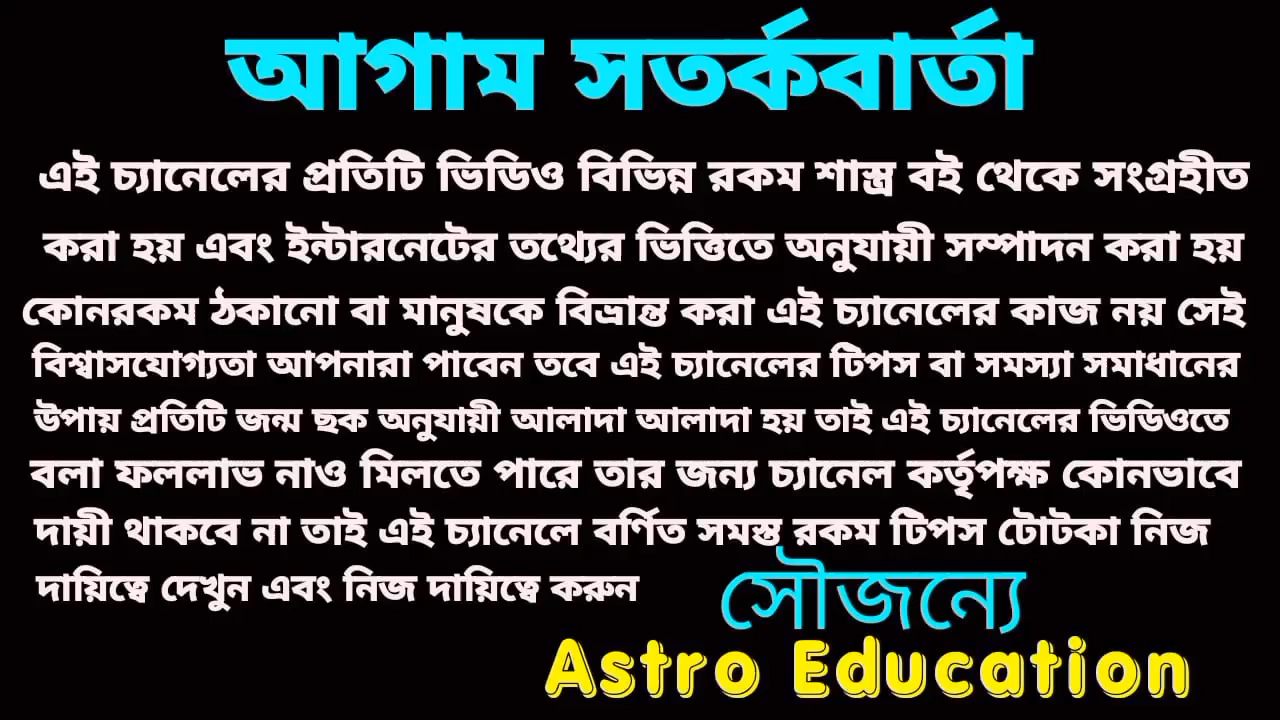 আগাম সতর্কবার্তা
এই চ্যানেলের প্রতিটি ভিডিও বিভিন্ন রকম শাস্ত্র বই থেকে সংগ্রহীত
করা হয় এবং ইন্টারনেটের তথ্যের ভিত্তিতে অনুযায়ী সম্পাদন করা হয়
কোনরকম ঠকানো বা মানুষকে বিভ্রান্ত করা এই চ্যানেলের কাজ নয় সেই
বিশ্বাসযোগ্যতা আপনারা পাবেন তবে এই চ্যানেলের টিপস বা সমস্যা সমাধানের
উপায় প্রতিটি জন্ম ছক অনুযায়ী আলাদা আলাদা হয় তাই এই চ্যানেলের ভিডিওতে
বলা ফললাভ নাও মিলতে পারে তার জন্য চ্যানেল কর্তৃপক্ষ কোনভাবে
দায়ী থাকবে না তাই এই চ্যানেলে বর্ণিত সমস্ত রকম টিপস টোটকা নিজ
দায়িত্বে দেখুন এবং নিজ দায়িত্বে করুন
সৌজন্যে
Astro Education